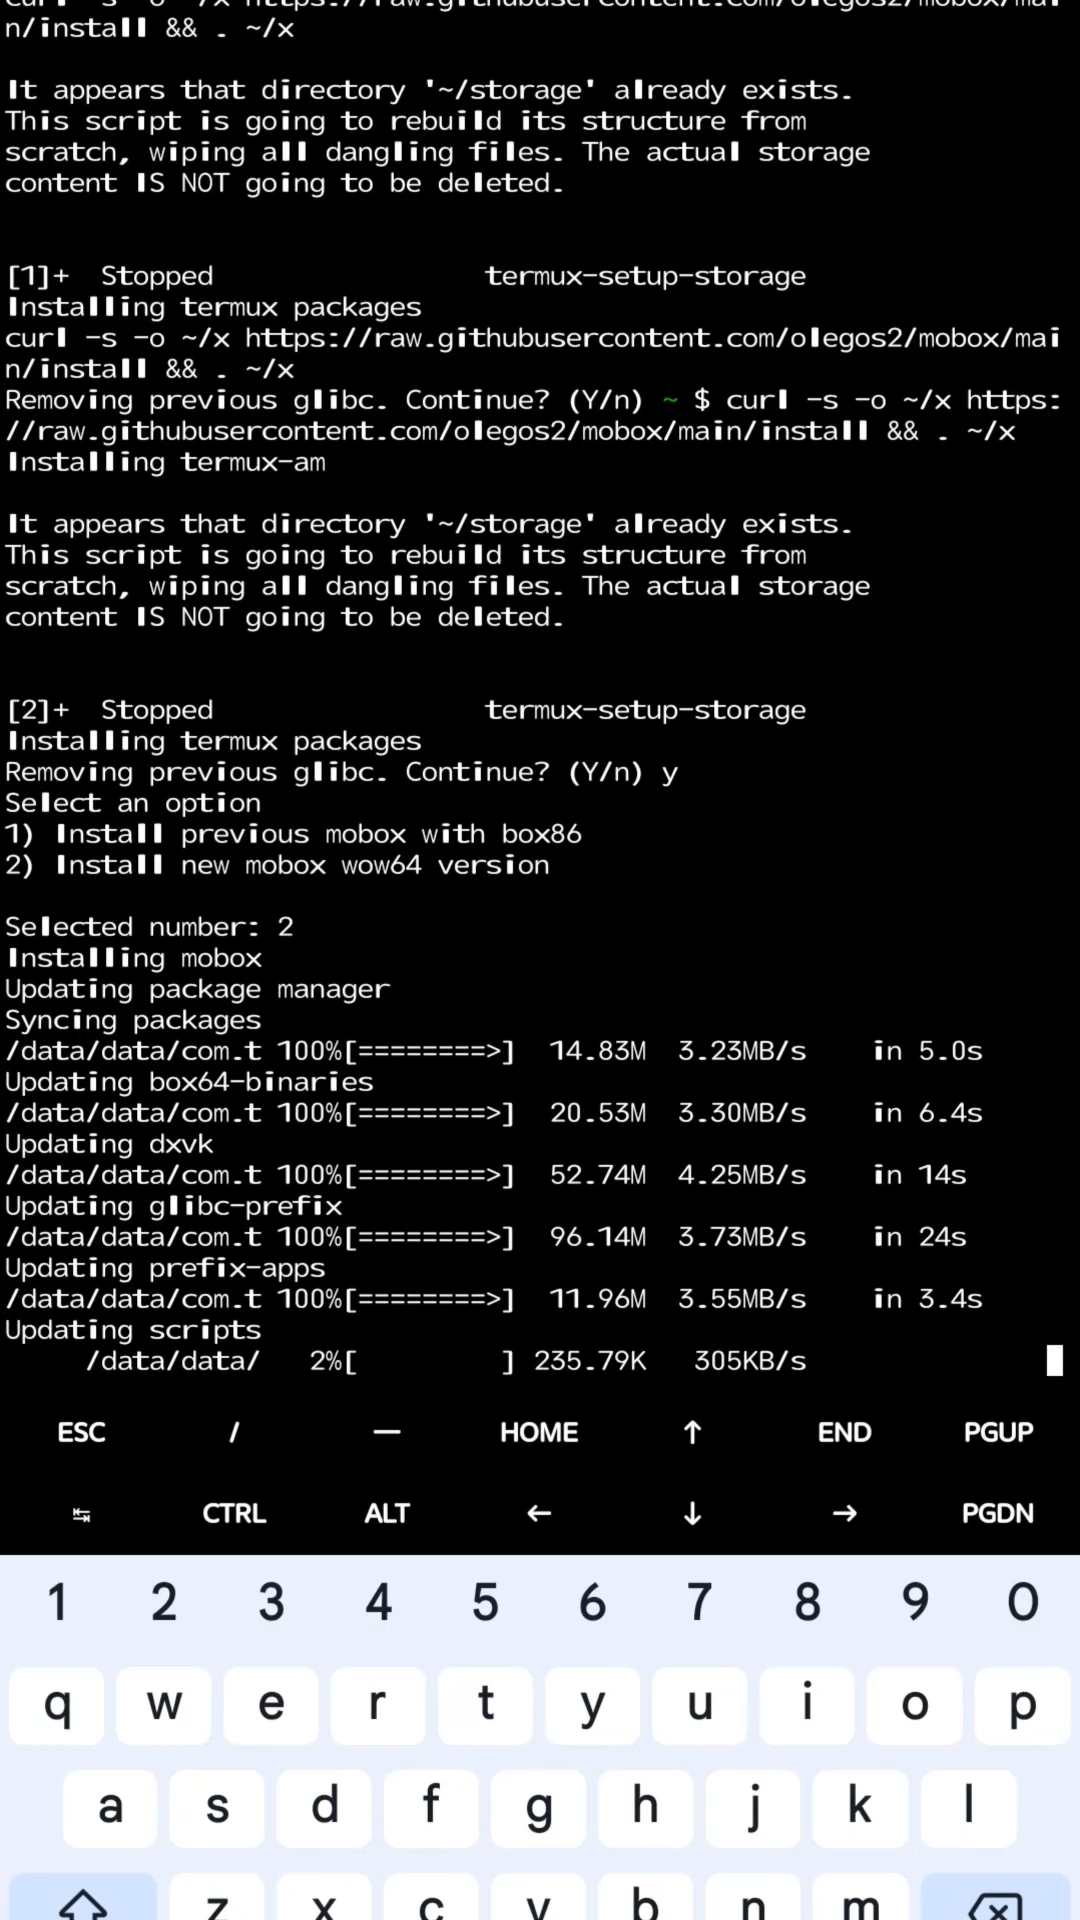 curl -s -o ~/x https://raw.githubusercontent.com/olegos2/mobox/mai
n/install && . ~/x
It appears that directory '~/storage' already exists.
This script is going to rebuild its structure from
scratch, wiping all dangling files. The actual storage
content IS NOT going to be deleted.
[1]+  Stopped                 termux-setup-storage
Installing termux packages
curl -s -o ~/x https://raw.githubusercontent.com/olegos2/mobox/mai
n/install && . ~/x
Removing previous glibc. Continue? (Y/n) ~ $ curl -s -o ~/x https:
//raw.githubusercontent.com/olegos2/mobox/main/install && . ~/x
Installing termux-am
It appears that directory '~/storage' already exists.
This script is going to rebuild its structure from
scratch, wiping all dangling files. The actual storage
content IS NOT going to be deleted.
[2]+  Stopped                 termux-setup-storage
Installing termux packages
Removing previous glibc. Continue? (Y/n) y
Select an option
1) Install previous mobox with box86
2) Install new mobox wow64 version
Selected number: 2
Installing mobox
Updating package manager
Syncing packages
/data/data/com.t 100%[========>]  14.83M  3.23MB/s    in 5.0s
Updating box64-binaries
/data/data/com.t 100%[========>]  20.53M  3.30MB/s    in 6.4s
Updating dxvk
/data/data/com.t 100%[========>]  52.74M  4.25MB/s    in 14s
Updating glibc-prefix
/data/data/com.t 100%[========>]  96.14M  3.73MB/s    in 24s
Updating prefix-apps
/data/data/com.t 100%[========>]  11.96M  3.55MB/s    in 3.4s
Updating scripts
/data/data/   2%[         ] 235.79K   305KB/s
ESC / — HOME ↑ END PGUP
↹ CTRL ALT ← ↓ → PGDN
1 2 3 4 5 6 7 8 9 0
q w e r t y u i o p
a s d f g h j k l
z x c v b n m